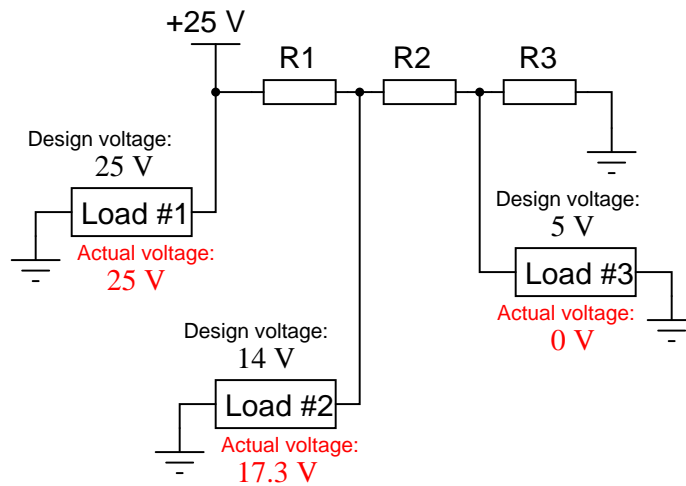 +25 V
R1
R2
R3
Design voltage:
25 V
Load #1
Actual voltage:
25 V
Design voltage:
5 V
Load #3
Actual voltage:
0 V
Design voltage:
14 V
Load #2
Actual voltage:
17.3 V